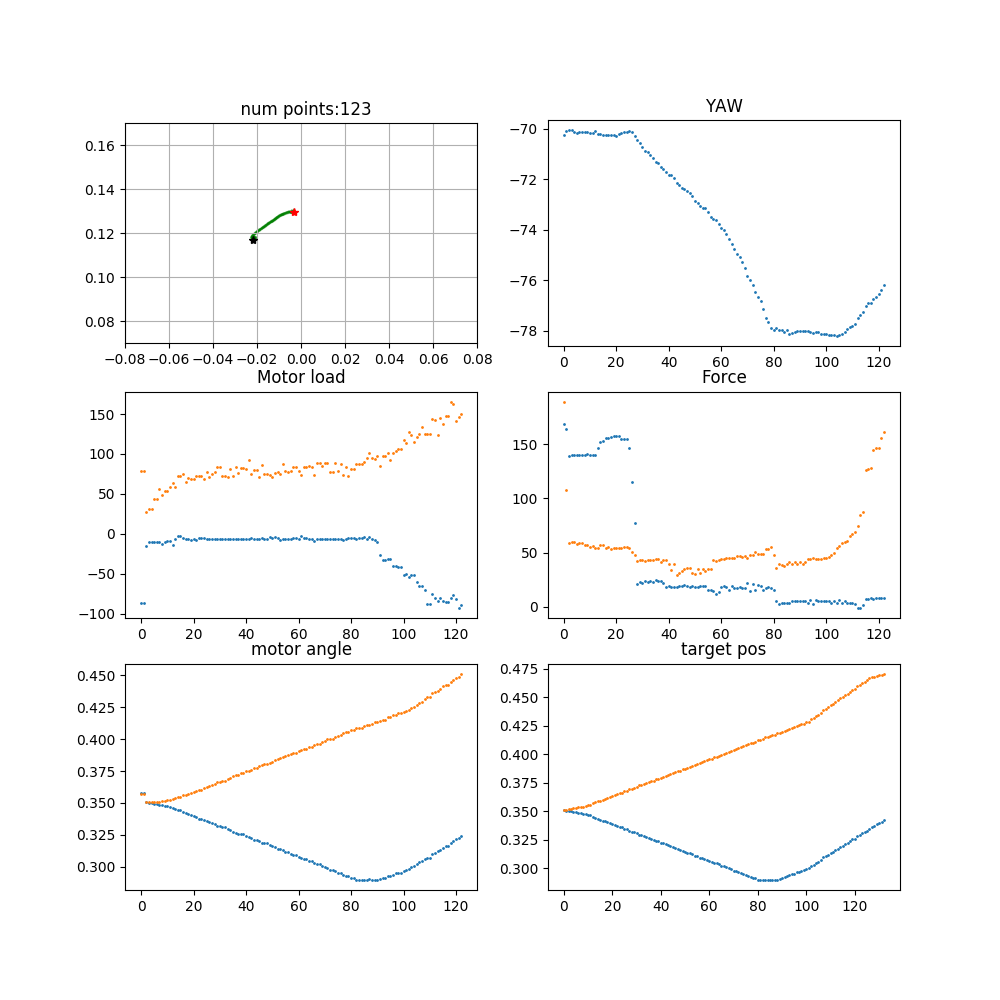 num points:123
YAW
0.16
0.14
0.12
0.10
0.08
−0.08 −0.06 −0.04 −0.02 0.00 0.02 0.04 0.06 0.08
−70
−72
−74
−76
−78
0 20 40 60 80 100 120
Motor load
Force
150
100
50
0
−50
−100
0 20 40 60 80 100 120
150
100
50
0
0 20 40 60 80 100 120
motor angle
target pos
0.450
0.425
0.400
0.375
0.350
0.325
0.300
0 20 40 60 80 100 120
0.475
0.450
0.425
0.400
0.375
0.350
0.325
0.300
0 20 40 60 80 100 120